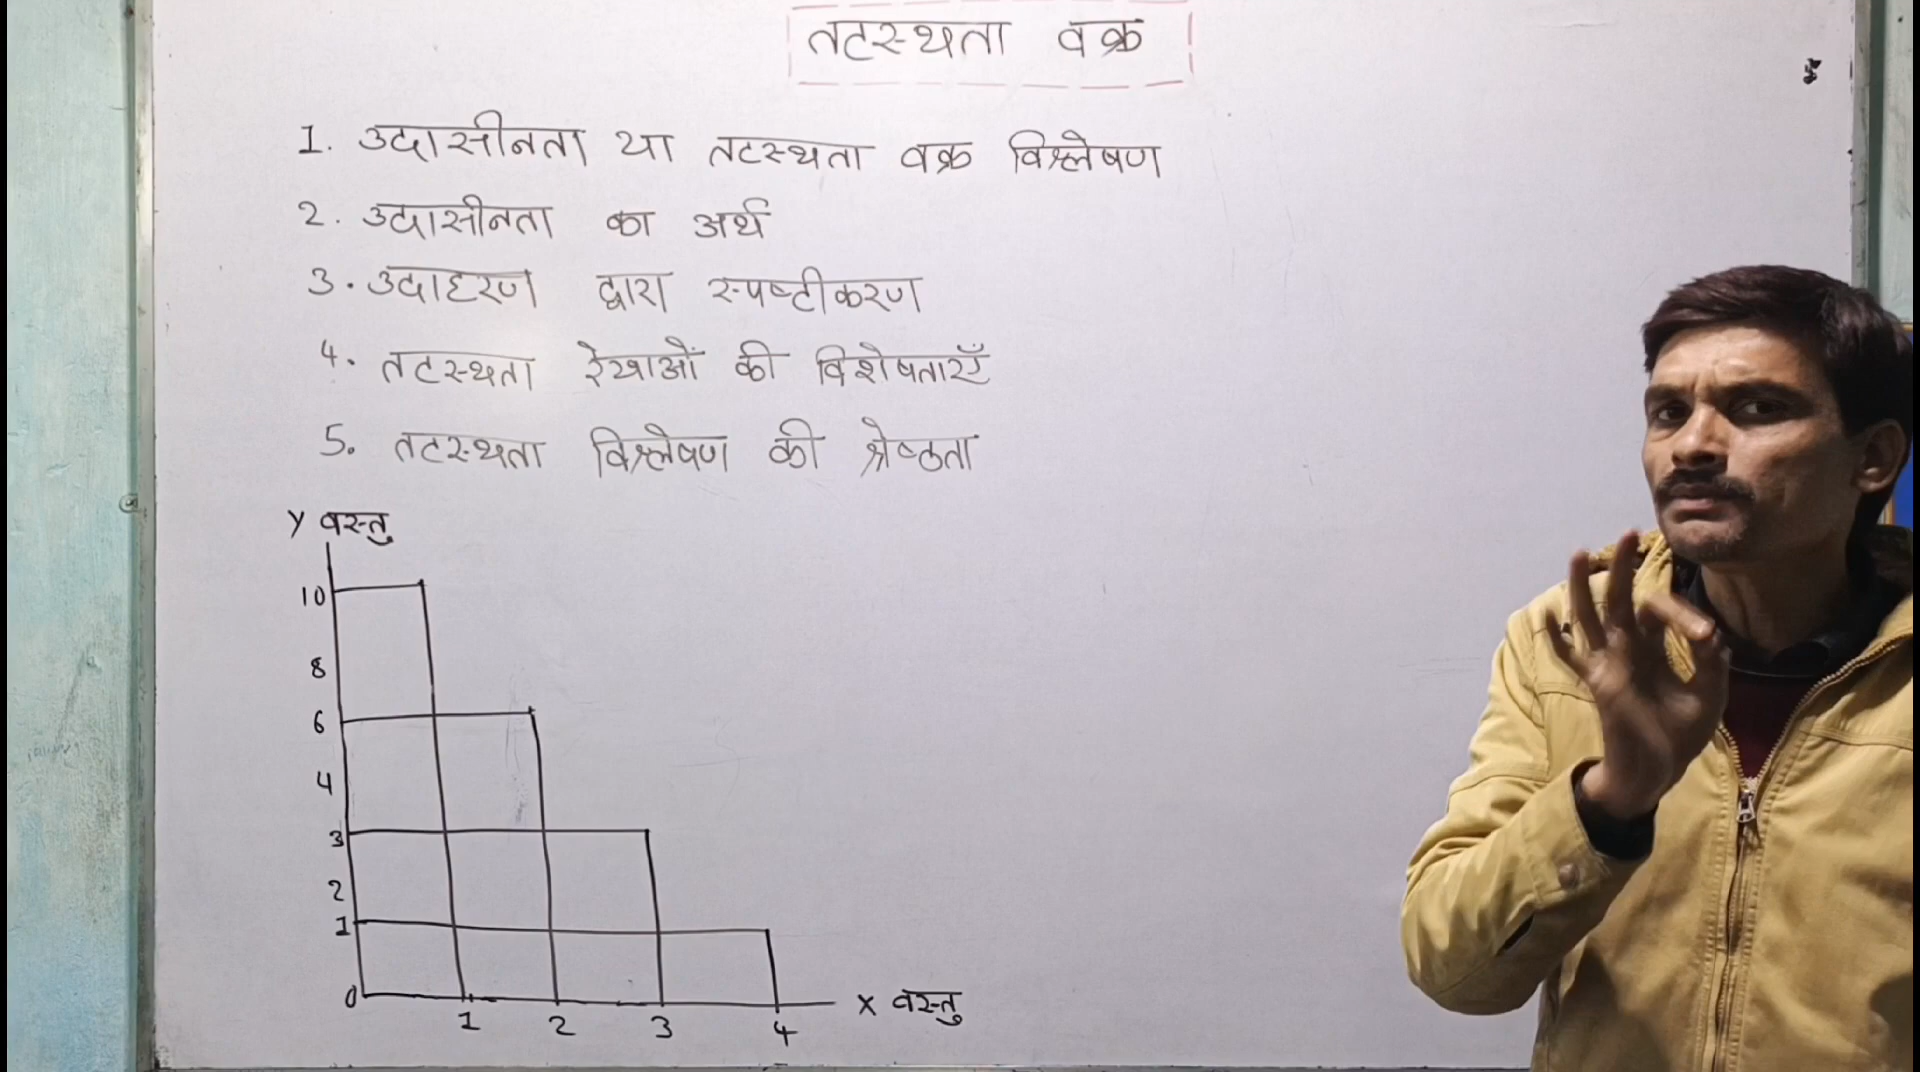 तटस्थता वक्र
1. उदासीनता या तटस्थता वक्र विश्लेषण
2. उदासीनता का अर्थ
3. उदाहरण द्वारा स्पष्टीकरण
4. तटस्थता रेखाओं की विशेषताएँ
5. तटस्थता विश्लेषण की श्रेष्ठता
Y वस्तु
10
8
6
4
3
2
1
0
1 2 3 4
X वस्तु